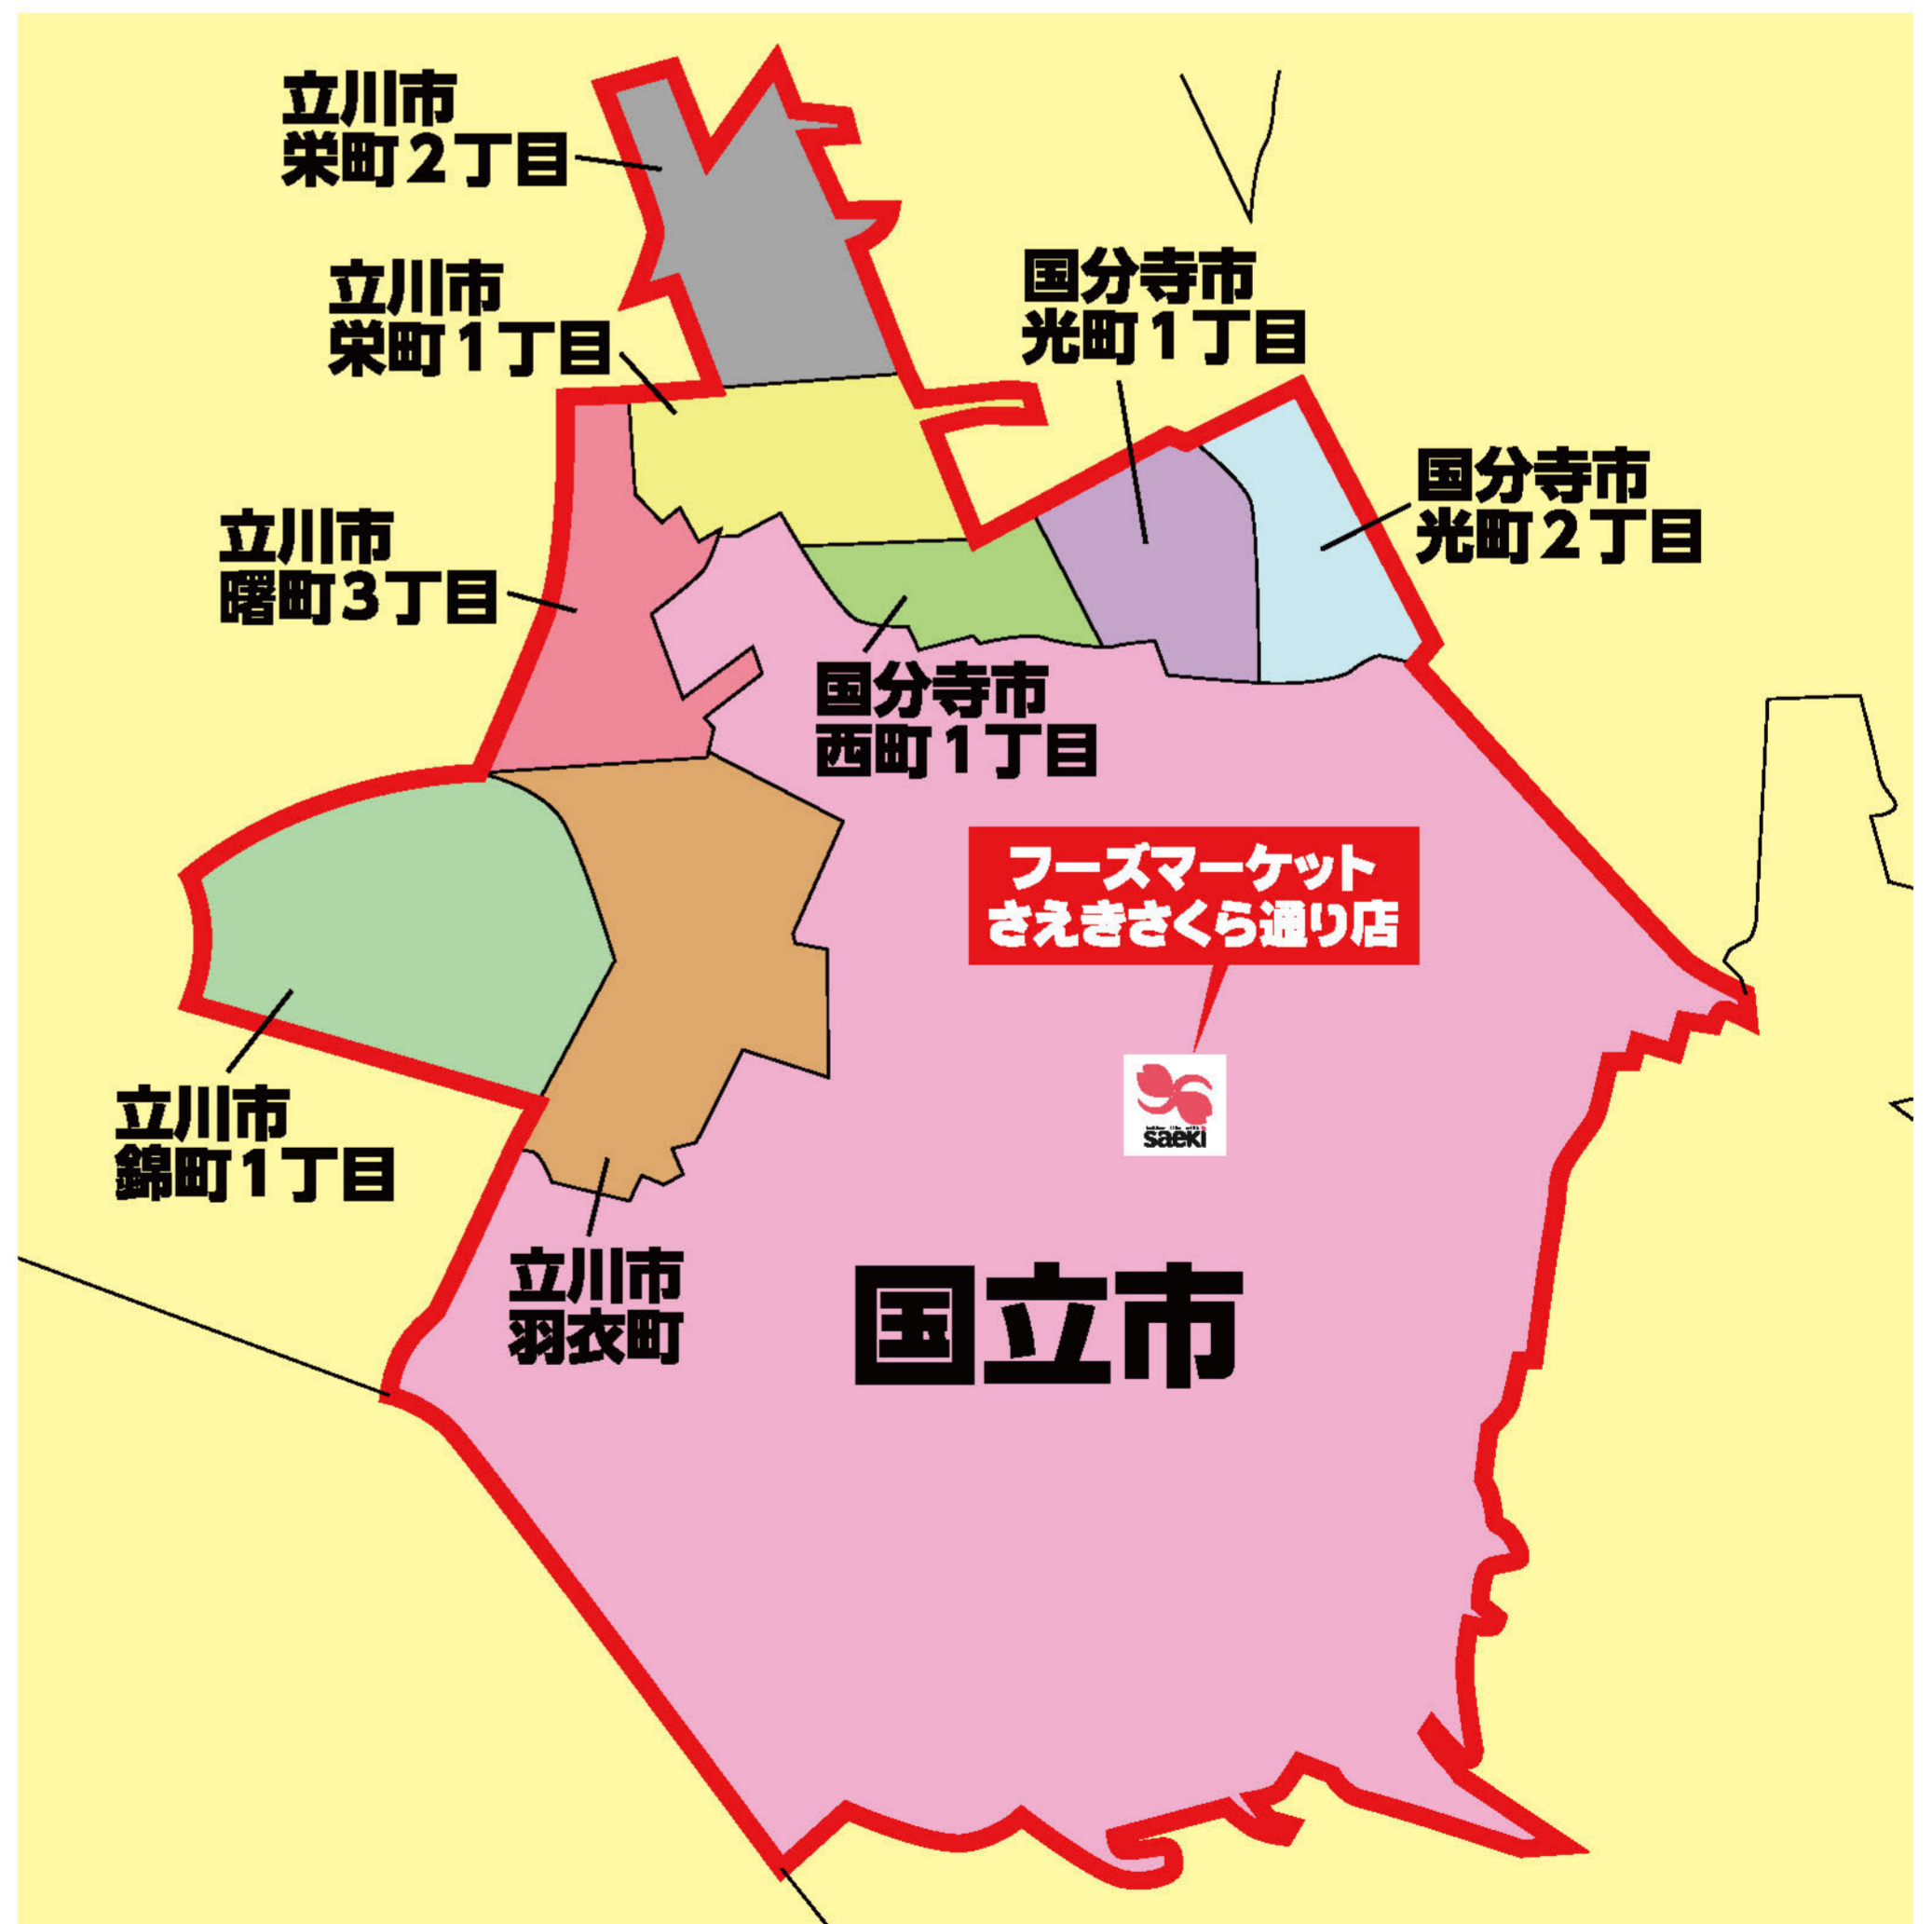 立川市
栄町2丁目
立川市
栄町1丁目
国分寺市
光町1丁目
国分寺市
光町2丁目
立川市
曙町3丁目
国分寺市
西町1丁目
フーズマーケット
さえきさくら通り店
saeki
立川市
錦町1丁目
立川市
羽衣町
国立市